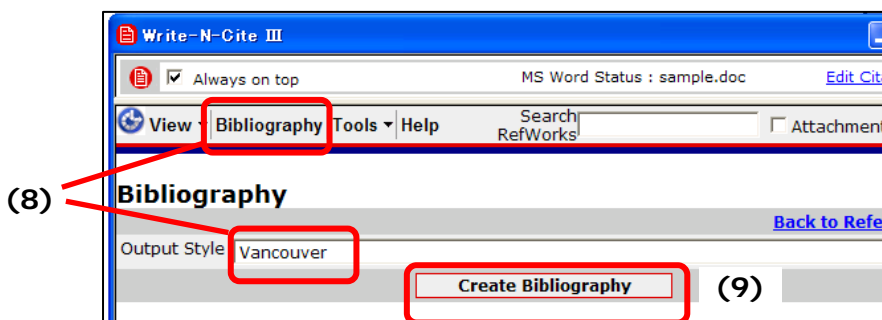 Write-N-Cite III
Always on top MS Word Status : sample.doc Edit Cit
View Bibliography Tools Help Search RefWorks Attachment
(8)
Bibliography
Back to Refe
Output Style Vancouver
Create Bibliography (9)